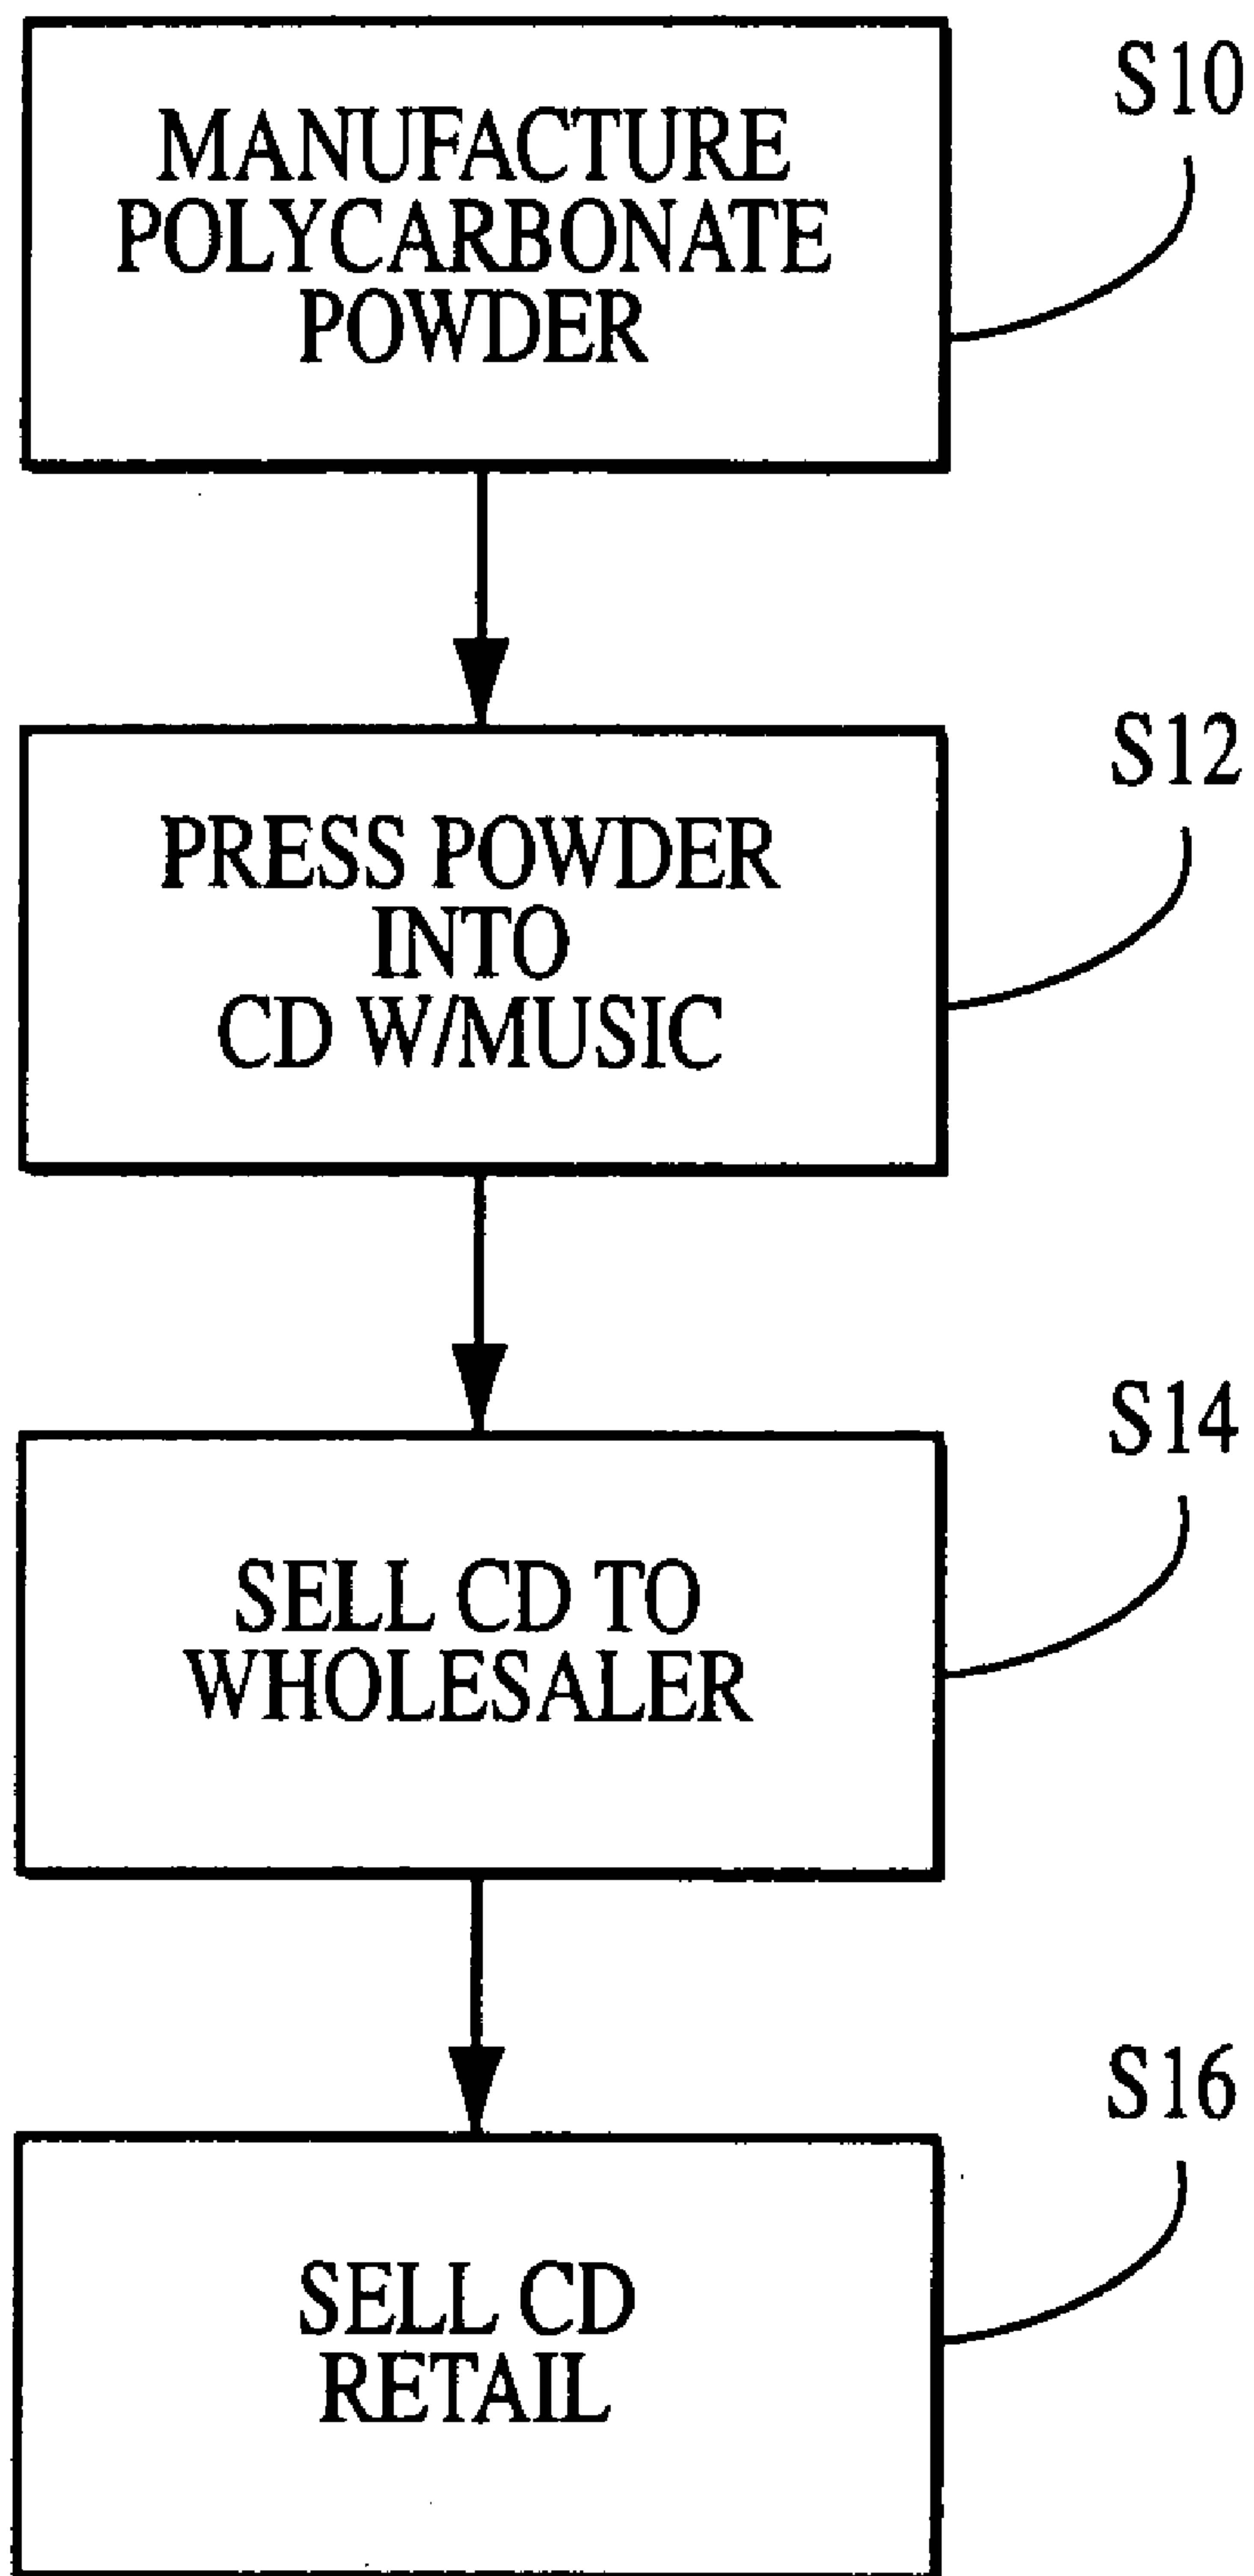 S10
MANUFACTURE
POLYCARBONATE
POWDER
S12
PRESS POWDER
INTO
CD W/MUSIC
S14
SELL CD TO
WHOLESALER
S16
SELL CD
RETAIL